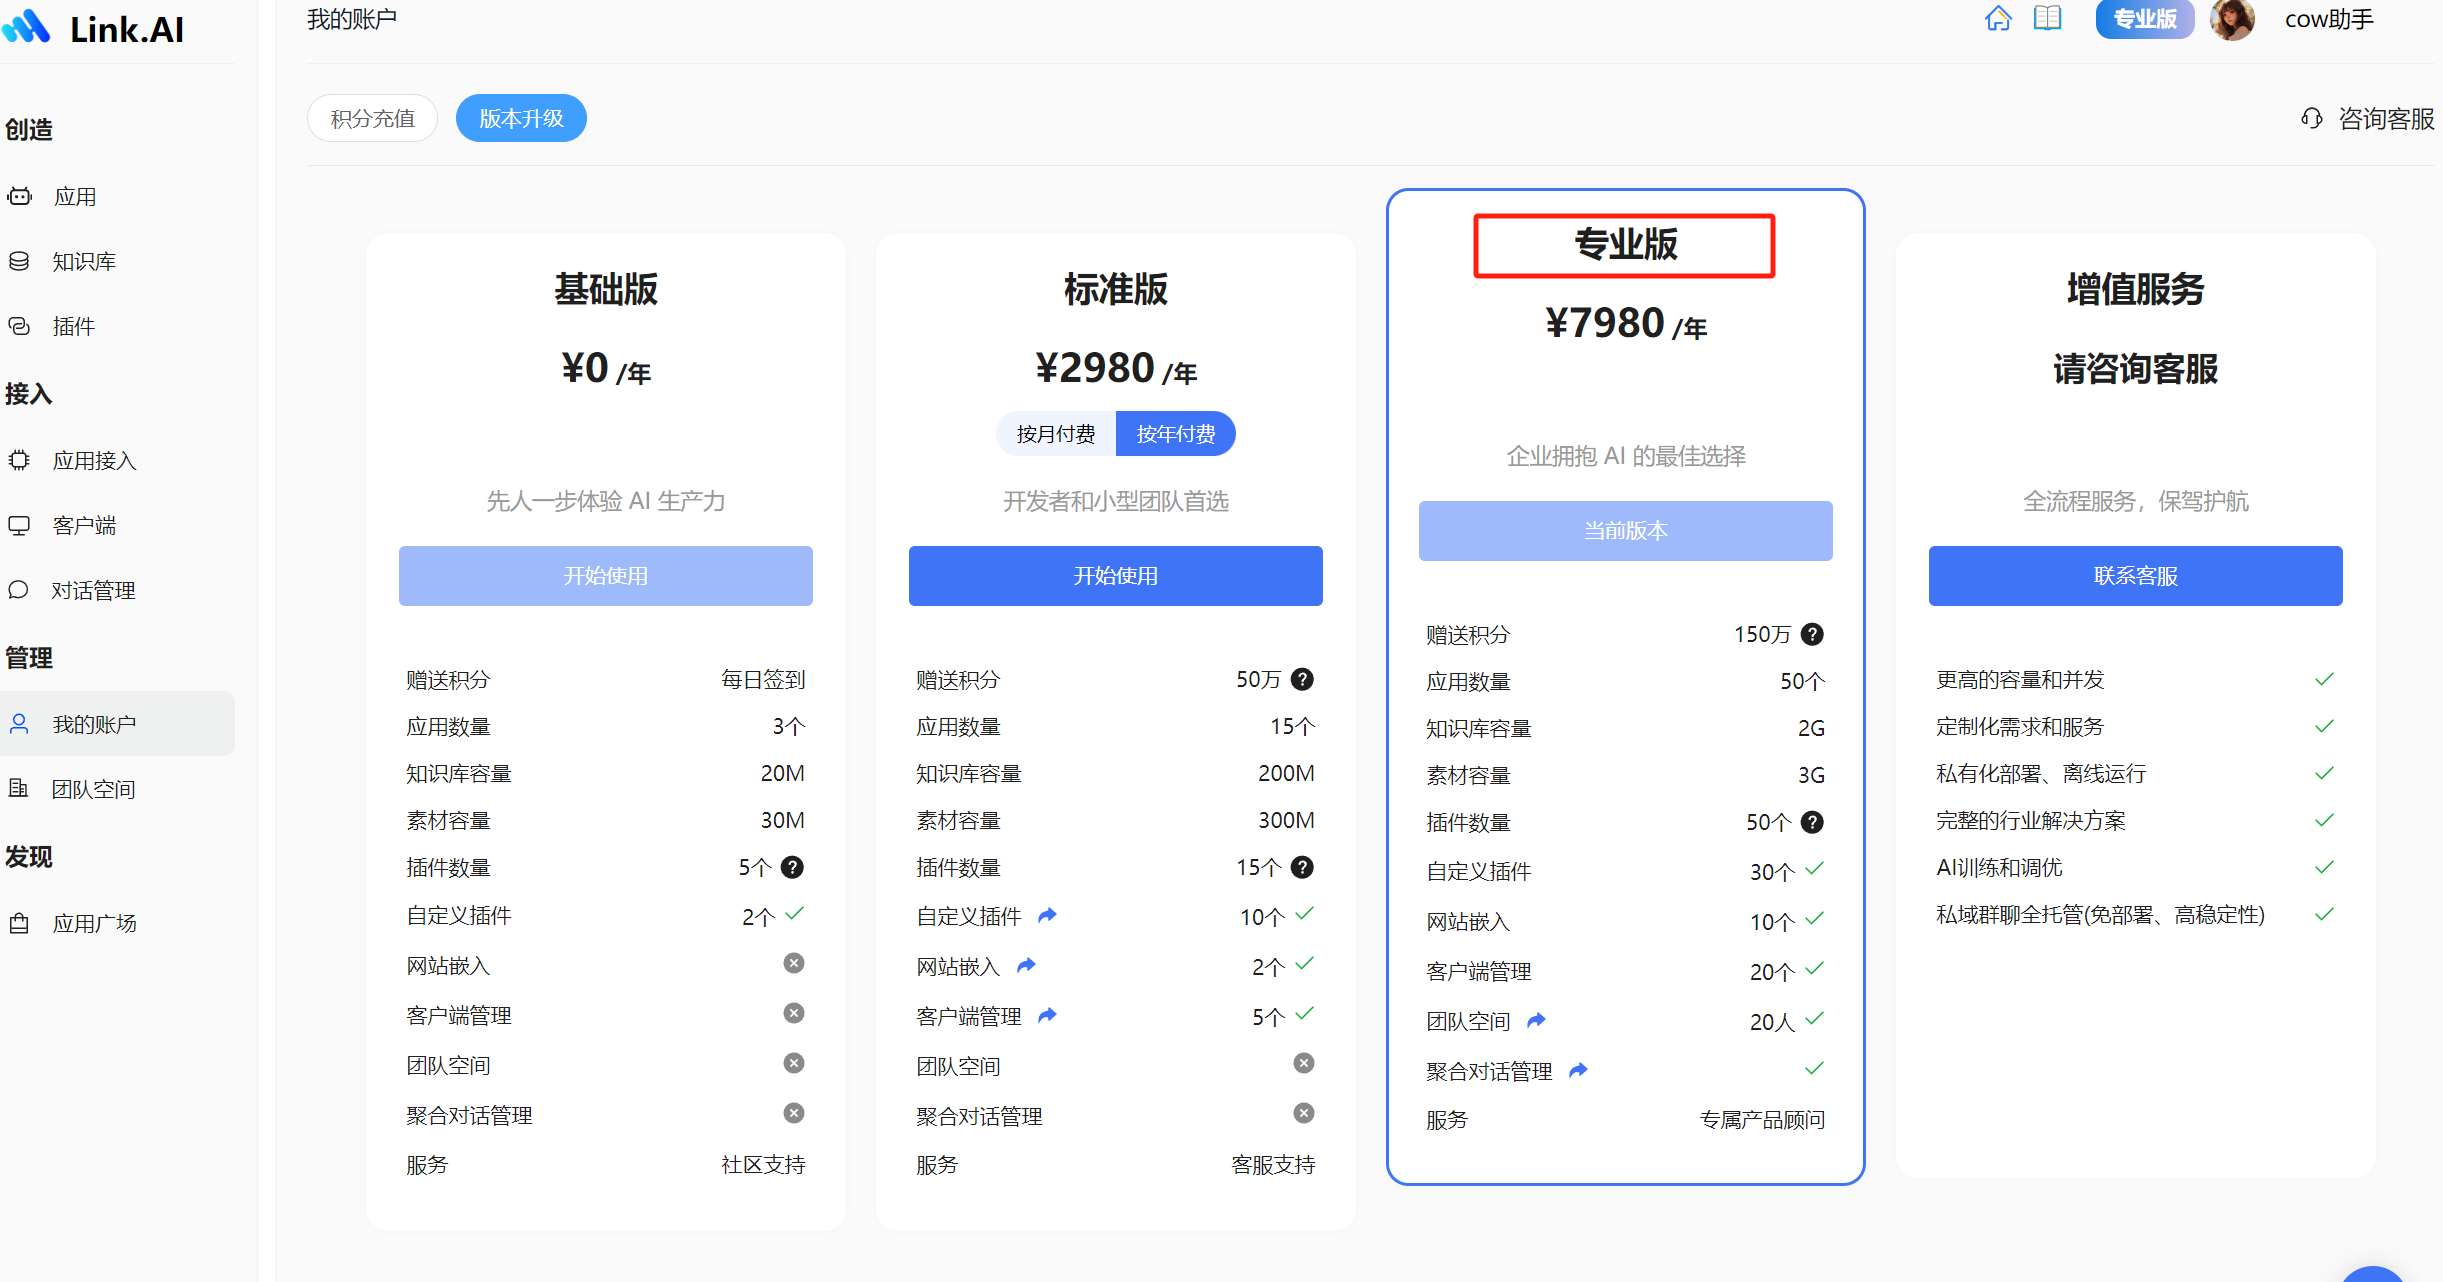 Link.AI
创造
应用
知识库
插件
接入
应用接入
客户端
对话管理
管理
我的账户
团队空间
发现
应用广场
我的账户
专业版
cow助手
积分充值
版本升级
咨询客服
基础版
¥0 /年
先人一步体验 AI 生产力
开始使用
赠送积分 每日签到
应用数量 3个
知识库容量 20M
素材容量 30M
插件数量 5个
自定义插件 2个
网站嵌入
客户端管理
团队空间
聚合对话管理
服务 社区支持
标准版
¥2980 /年
按月付费 按年付费
开发者和小型团队首选
开始使用
赠送积分 50万
应用数量 15个
知识库容量 200M
素材容量 300M
插件数量 15个
自定义插件 10个
网站嵌入 2个
客户端管理 5个
团队空间
聚合对话管理
服务 客服支持
专业版
¥7980 /年
企业拥抱 AI 的最佳选择
当前版本
赠送积分 150万
应用数量 50个
知识库容量 2G
素材容量 3G
插件数量 50个
自定义插件 30个
网站嵌入 10个
客户端管理 20个
团队空间 20人
聚合对话管理
服务 专属产品顾问
增值服务
请咨询客服
全流程服务，保驾护航
联系客服
更高的容量和并发
定制化需求和服务
私有化部署、离线运行
完整的行业解决方案
AI训练和调优
私域群聊全托管(免部署、高稳定性)